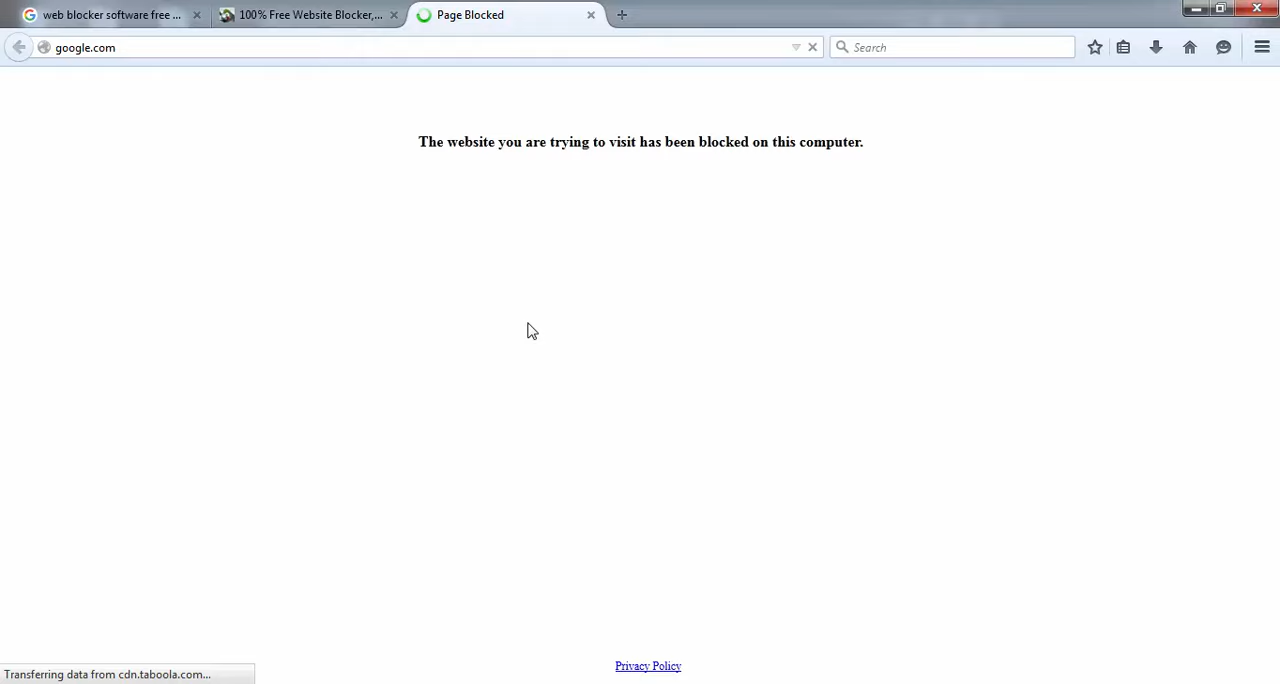 web blocker software free ...
100% Free Website Blocker,...
Page Blocked
google.com
Search
The website you are trying to visit has been blocked on this computer.
Privacy Policy
Transferring data from cdn.taboola.com...